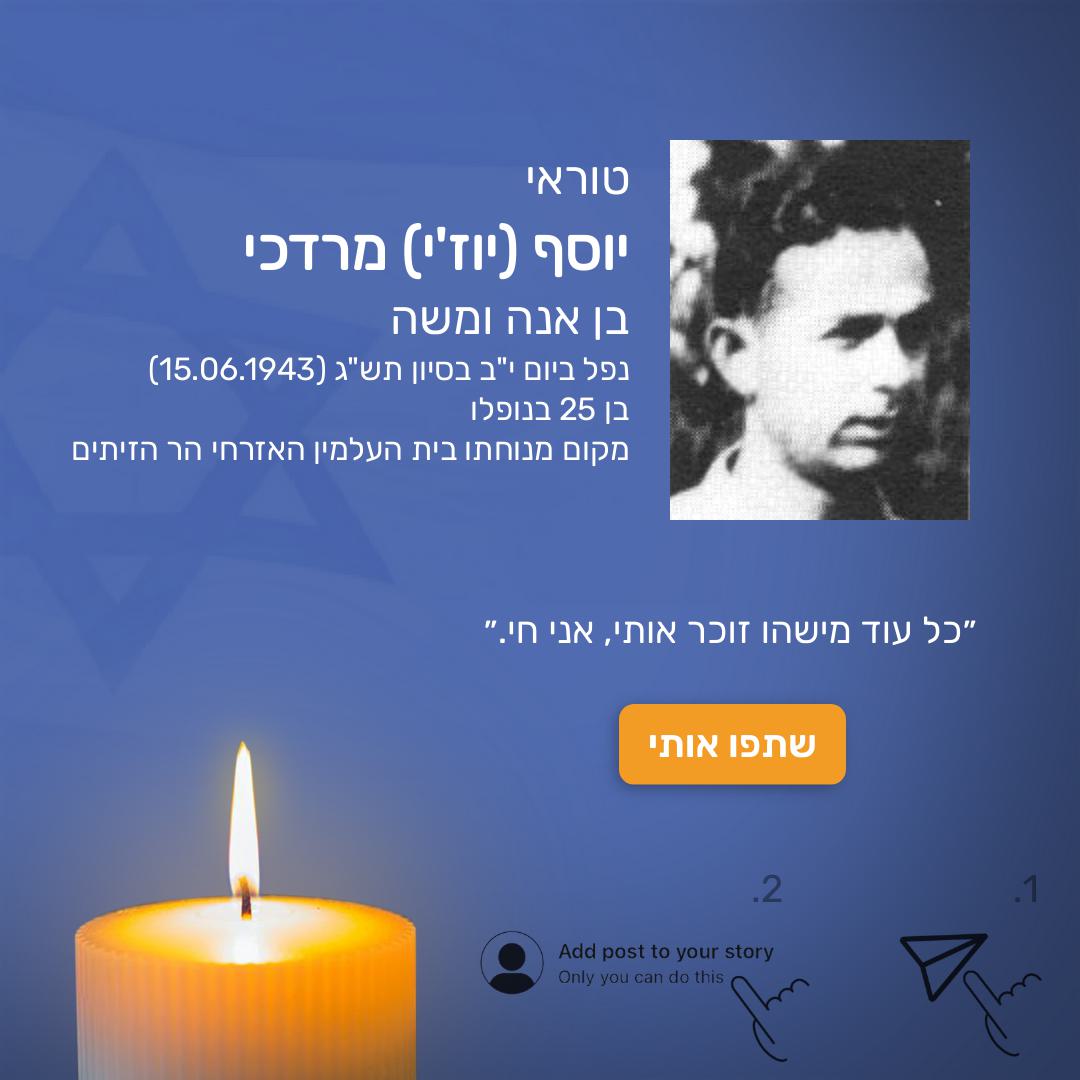 טוראי
יוסף (יוז'י) מרדכי
בן אנה ומשה
נפל ביום י"ב בסיון תש"ג (15.06.1943)
בן 25 בנופלו
מקום מנוחתו בית העלמין האזרחי הר הזיתים
״כל עוד מישהו זוכר אותי, אני חי.״
שתפו אותי
1.
2.
Add post to your story
Only you can do this